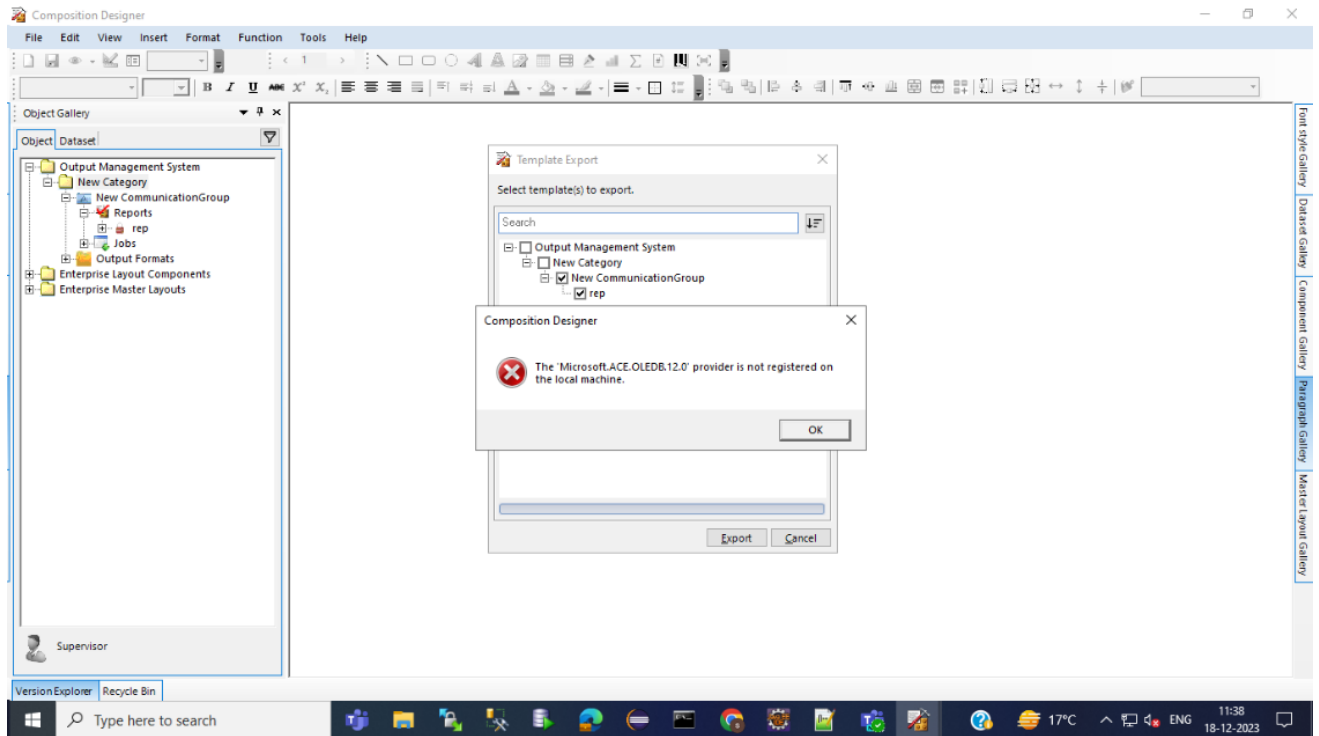 Composition Designer
File Edit View Insert Format Function Tools Help
1
B I U ABC X² X₂
Object Gallery
Object Dataset
Output Management System
New Category
New CommunicationGroup
Reports
rep
Jobs
Output Formats
Enterprise Layout Components
Enterprise Master Layouts
Supervisor
Version Explorer Recycle Bin
Template Export
Select template(s) to export.
Search
Output Management System
New Category
New CommunicationGroup
rep
Composition Designer
The 'Microsoft.ACE.OLEDB.12.0' provider is not registered on
the local machine.
OK
Export Cancel
Font style Gallery
Dataset Gallery
Component Gallery
Paragraph Gallery
Master Layout Gallery
Type here to search
17°C
ENG
11:38
18-12-2023